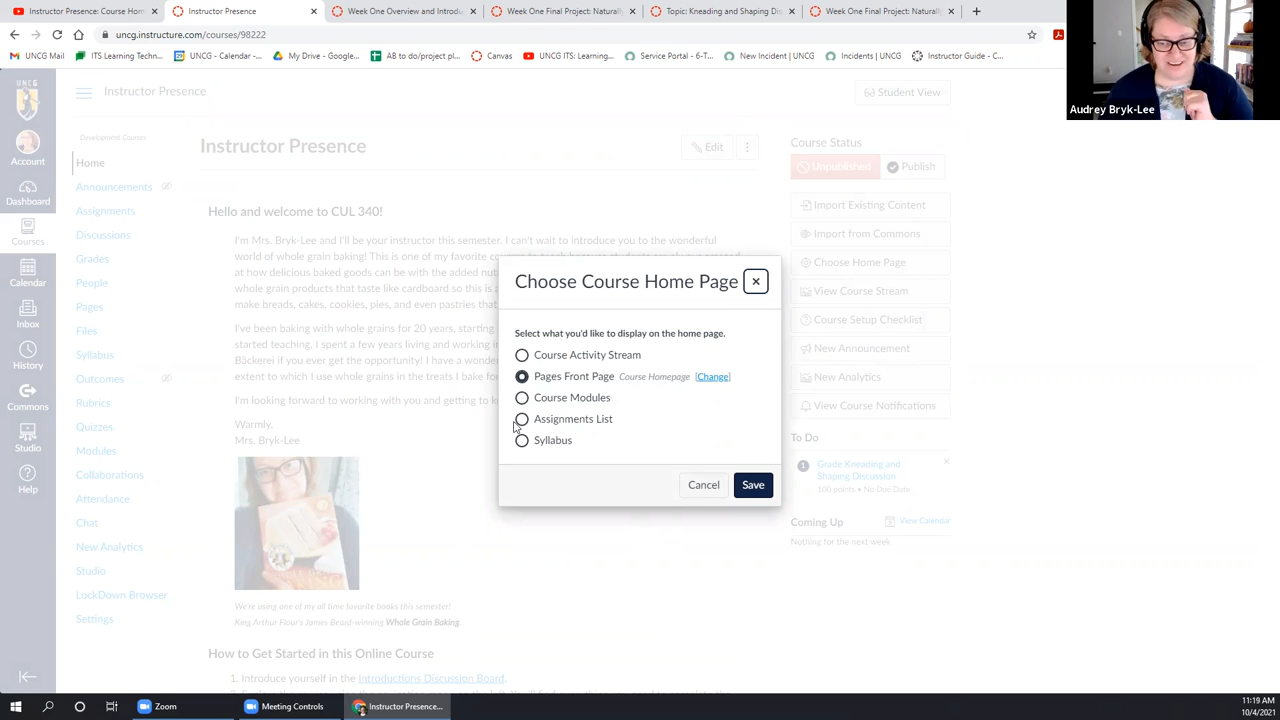 Instructor Presence: Course Hom
Instructor Presence
Week One Overview and Introdu
Week One Final Project: Naturall
Topic: Kneading and Shaping Dis
Week One Final Project: Naturall
uncg.instructure.com/courses/98222
UNCG Mail
ITS Learning Techn...
UNCG - Calendar -...
My Drive - Google...
AB to do/project pl...
Canvas
UNCG ITS: Learning...
Service Portal - 6-T...
New Incident | UNCG
Incidents | UNCG
Instructor Guide - C...
Audrey Bryk-Lee
UNCG
Account
Dashboard
Courses
Calendar
Inbox
History
Commons
Studio
Help
Instructor Presence
Student View
Development Courses
Home
Announcements
Assignments
Discussions
Grades
People
Pages
Files
Syllabus
Outcomes
Rubrics
Quizzes
Modules
Collaborations
Attendance
Chat
New Analytics
Studio
LockDown Browser
Settings
Instructor Presence
Edit
Hello and welcome to CUL 340!
I'm Mrs. Bryk-Lee and I'll be your instructor this semester. I can't wait to introduce you to the wonderful
world of whole grain baking! This is one of my favorite
at how delicious baked goods can be with the added nut
whole grain products that taste like cardboard so this is a
make breads, cakes, cookies, pies, and even pastries that
I've been baking with whole grains for 20 years, starting
started teaching, I spent a few years living and working i
Bäckerei if you ever get the opportunity! I have a wonde
extent to which I use whole grains in the treats I bake fo
I'm looking forward to working with you and getting to k
Warmly,
Mrs. Bryk-Lee
We're using one of my all time favorite books this semester!
King Arthur Flour's James Beard-winning Whole Grain Baking.
How to Get Started in this Online Course
1. Introduce yourself in the Introductions Discussion Board.
Choose Course Home Page
Select what you'd like to display on the home page.
Course Activity Stream
Pages Front Page Course Homepage [Change]
Course Modules
Assignments List
Syllabus
Cancel
Save
Course Status
Unpublished
Publish
Import Existing Content
Import from Commons
Choose Home Page
View Course Stream
Course Setup Checklist
New Announcement
New Analytics
View Course Notifications
To Do
1
Grade Kneading and
Shaping Discussion
100 points • No Due Date
Coming Up
View Calendar
Nothing for the next week
Zoom
Meeting Controls
Instructor Presence...
11:19 AM
10/4/2021